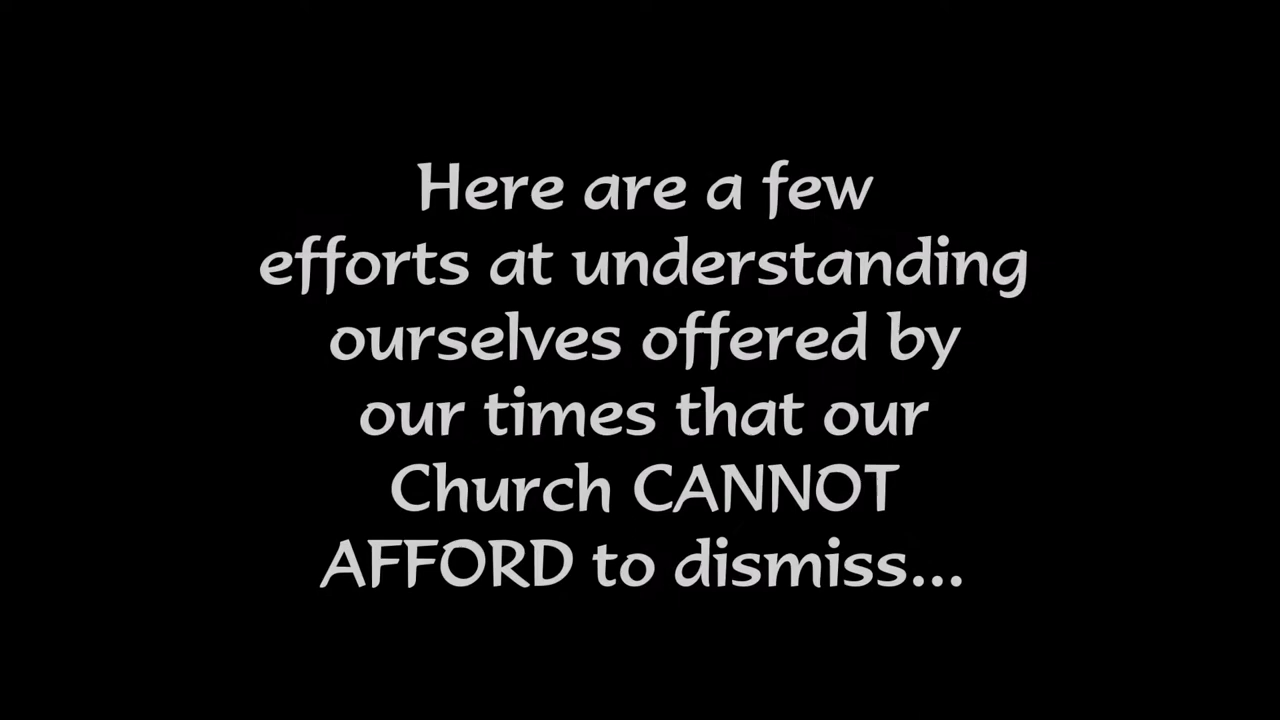 Here are a few
efforts at understanding
ourselves offered by
our times that our
Church CANNOT
AFFORD to dismiss...